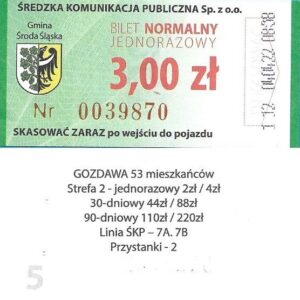 ŚREDZKA KOMUNIKACJA PUBLICZNA Sp. z o.o.
Gmina
Środa Śląska
BILET NORMALNY
JEDNORAZOWY
3,00 zł
Nr 0039870
SKASOWAĆ ZARAZ po wejściu do pojazdu
GOZDAWA 53 mieszkańców
Strefa 2 - jednorazowy 2zł / 4zł
30-dniowy 44zł / 88zł
90-dniowy 110zł / 220zł
Linia ŚKP – 7A. 7B
Przystanki - 2
5